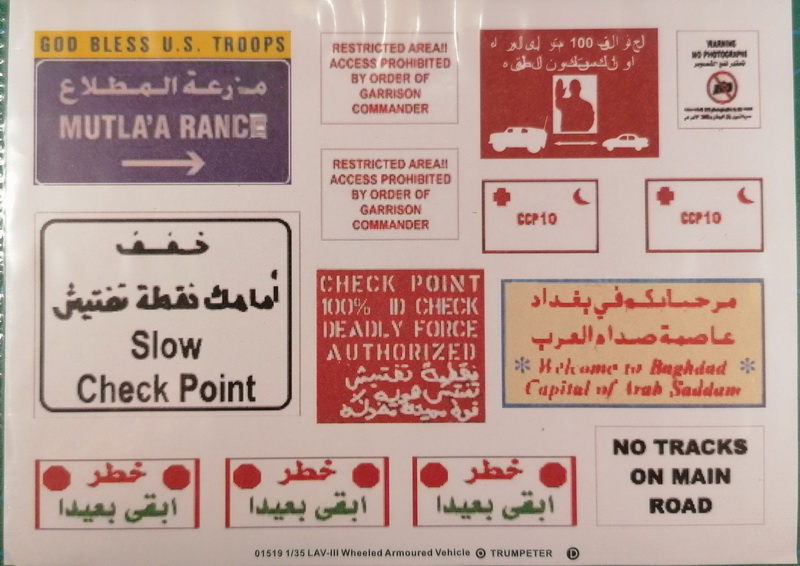 GOD BLESS U.S. TROOPS
مزرعة المطلاع
MUTLA'A RANCE
RESTRICTED AREA!!
ACCESS PROHIBITED
BY ORDER OF
GARRISON
COMMANDER
100
WARNING
NO PHOTOGRAPHS
RESTRICTED AREA!!
ACCESS PROHIBITED
BY ORDER OF
GARRISON
COMMANDER
CCP10
CCP10
خفف
أمامك نقطة تفتيش
Slow
Check Point
CHECK POINT
100% ID CHECK
DEADLY FORCE
AUTHORIZED
نقطة تفتيش
مرحبا بكم في بغداد
عاصمة صدام العرب
Welcome to Baghdad
Capital of Arab Saddam
خطر
ابقى بعيدا
خطر
ابقى بعيدا
خطر
ابقى بعيدا
NO TRACKS
ON MAIN
ROAD
01519 1/35 LAV-III Wheeled Armoured Vehicle TRUMPETER D